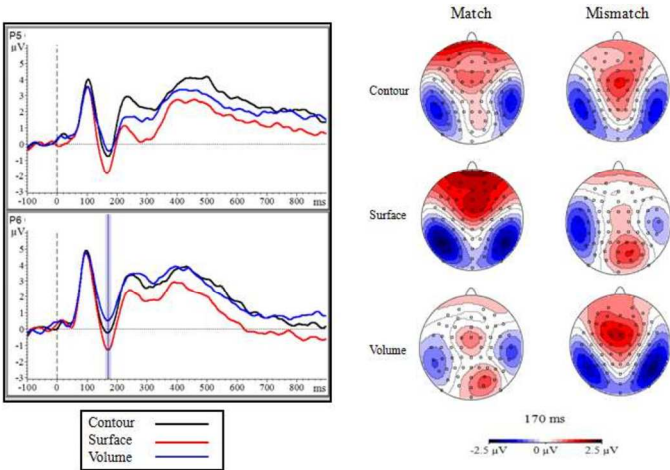 P5
µV
5
4
3
2
1
0
-1
-2
-3
-100 0 100 200 300 400 500 600 700 800 ms
P6
µV
5
4
3
2
1
0
-1
-2
-3
-100 0 100 200 300 400 500 600 700 800 ms
Contour
Surface
Volume
Match Mismatch
Contour
Surface
Volume
170 ms
-2.5 µV 0 µV 2.5 µV